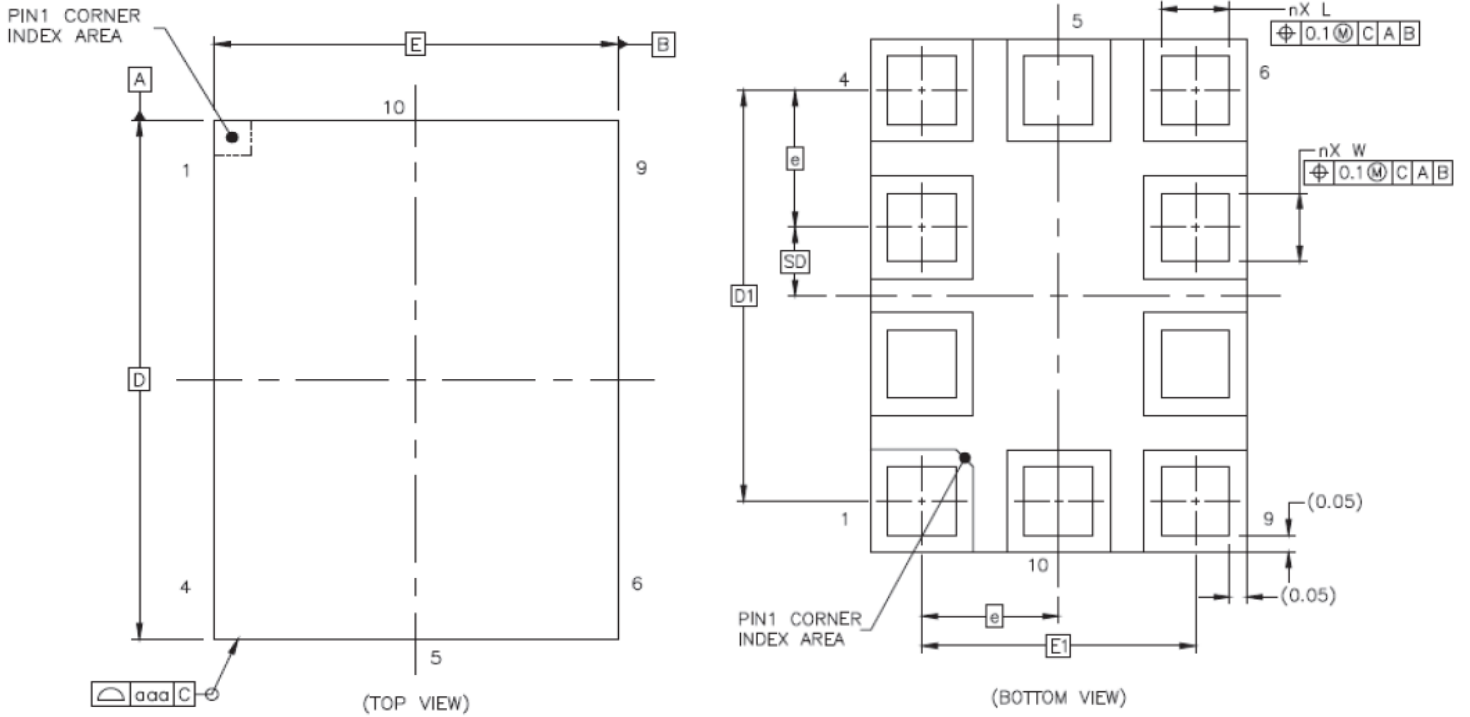 PIN1 CORNER
INDEX AREA
E
B
A
10
1
9
D
4
6
5
aaa C
(TOP VIEW)
5
nX L
0.1 Ⓜ C A B
4
6
e
nX W
0.1 Ⓜ C A B
SD
D1
1
9
(0.05)
10
(0.05)
PIN1 CORNER
INDEX AREA
e
E1
(BOTTOM VIEW)